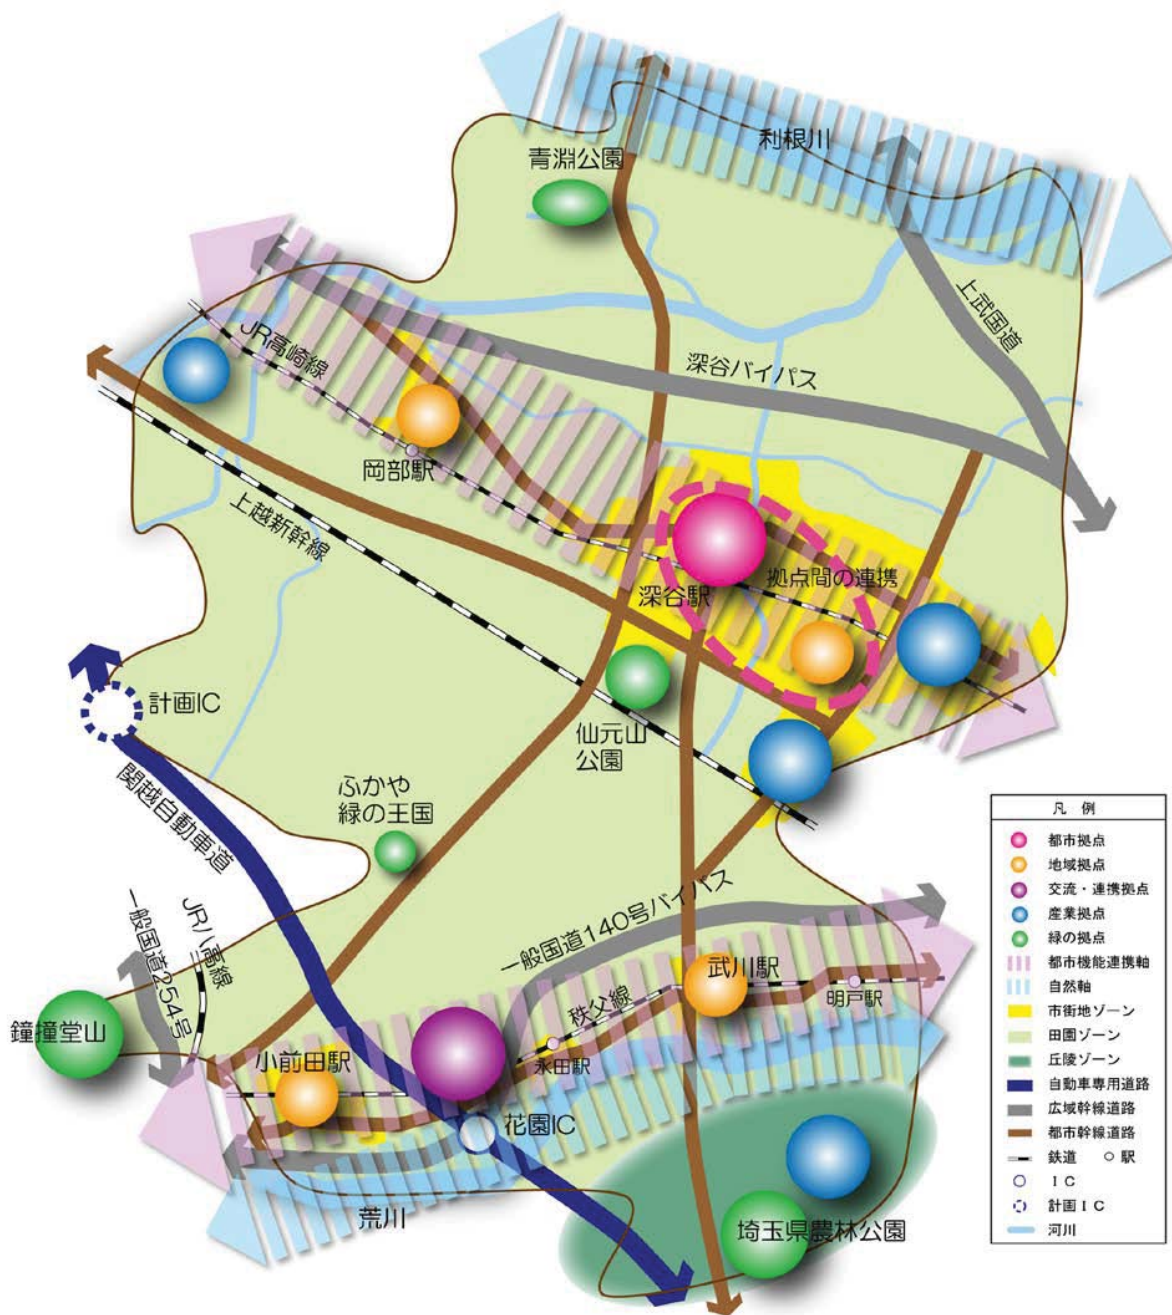 利根川
青淵公園
上武国道
JR高崎線
深谷バイパス
岡部駅
上越新幹線
拠点間の連携
深谷駅
計画IC
仙元山
公園
関越自動車道
ふかや
緑の王国
一般国道254号
JR八高線
一般国道140号バイパス
武川駅
秩父線
明戸駅
鐘撞堂山
小前田駅
永田駅
花園IC
荒川
埼玉県農林公園
凡例
都市拠点
地域拠点
交流・連携拠点
産業拠点
緑の拠点
都市機能連携軸
自然軸
市街地ゾーン
田園ゾーン
丘陵ゾーン
自動車専用道路
広域幹線道路
都市幹線道路
鉄道 ○駅
IC
計画IC
河川